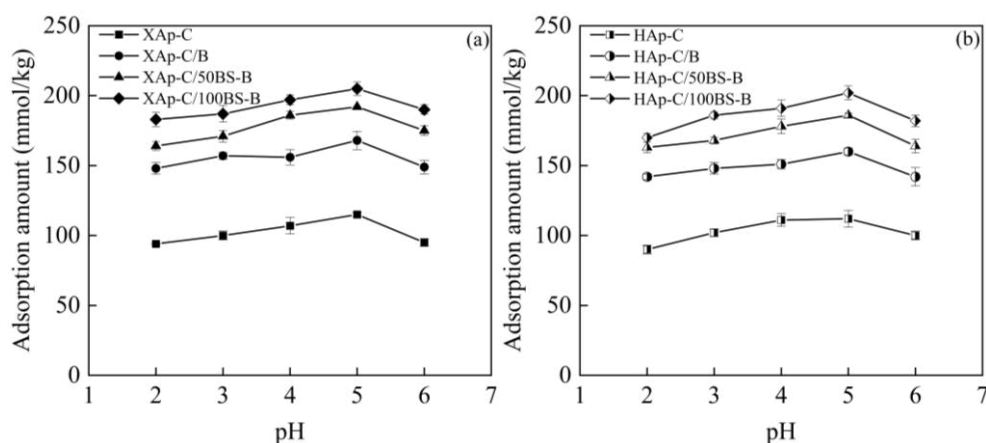 250
200
150
100
50
0
Adsorption amount (mmol/kg)
XAp-C
XAp-C/B
XAp-C/50BS-B
XAp-C/100BS-B
(a)
1 2 3 4 5 6 7
pH
250
200
150
100
50
0
Adsorption amount (mmol/kg)
HAp-C
HAp-C/B
HAp-C/50BS-B
HAp-C/100BS-B
(b)
1 2 3 4 5 6 7
pH